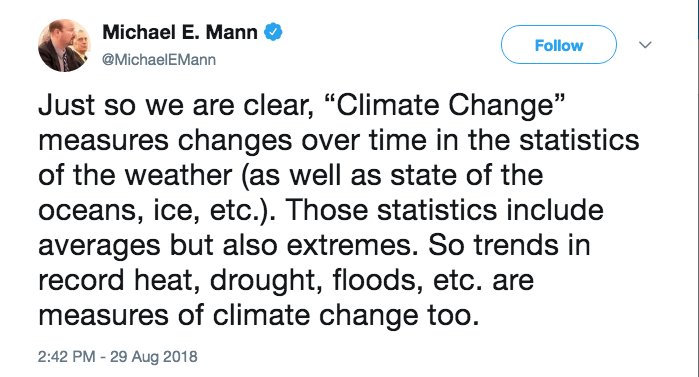 Michael E. Mann
@MichaelEMann
Follow
Just so we are clear, “Climate Change”
measures changes over time in the statistics
of the weather (as well as state of the
oceans, ice, etc.). Those statistics include
averages but also extremes. So trends in
record heat, drought, floods, etc. are
measures of climate change too.
2:42 PM - 29 Aug 2018